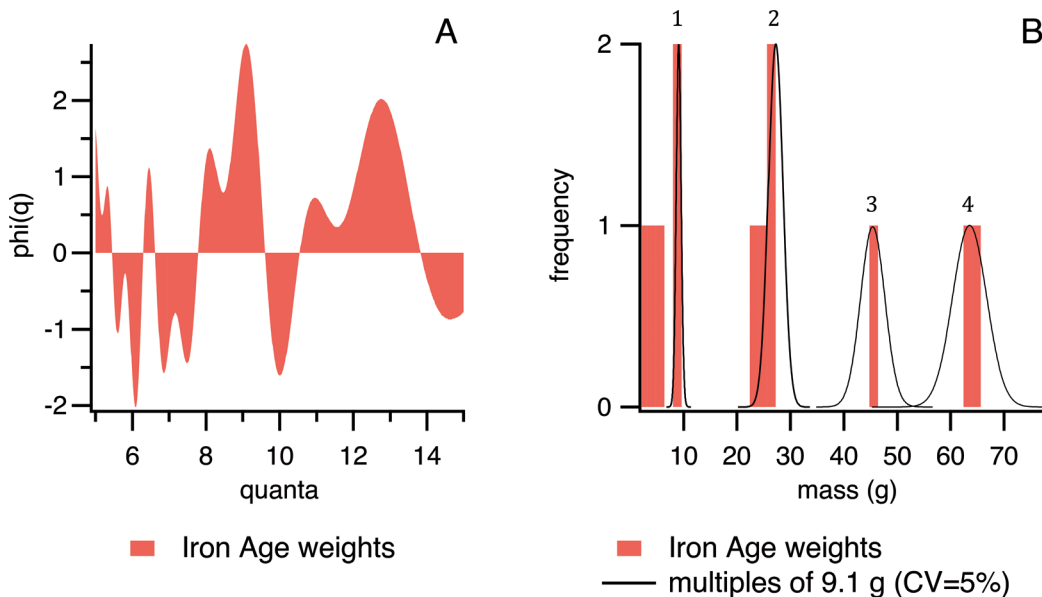 A
2
1
0
-1
-2
phi(q)
6 8 10 12 14
quanta
Iron Age weights
B
1 2
2
3 4
1
0
frequency
10 20 30 40 50 60 70
mass (g)
Iron Age weights
multiples of 9.1 g (CV=5%)